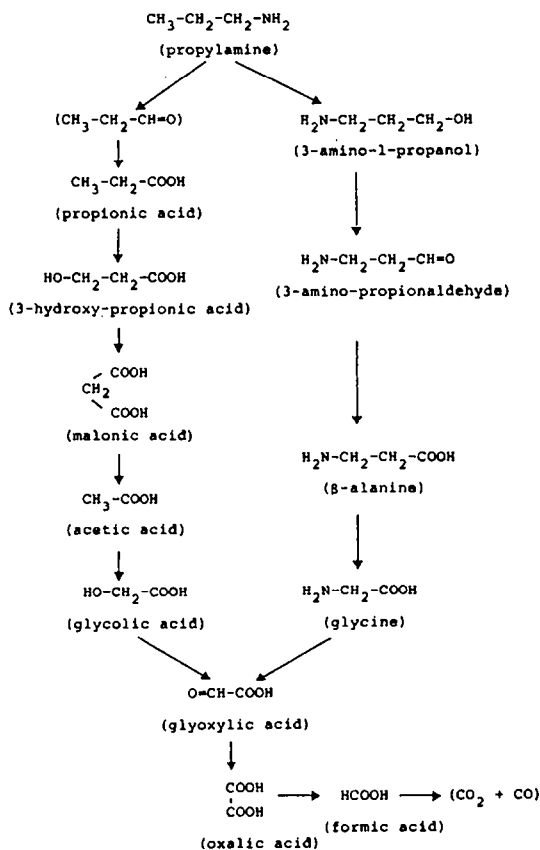 CH₃-CH₂-CH₂-NH₂
(propylamine)
(CH₃-CH₂-CH=O)
H₂N-CH₂-CH₂-CH₂-OH
(3-amino-1-propanol)
CH₃-CH₂-COOH
(propionic acid)
HO-CH₂-CH₂-COOH
(3-hydroxy-propionic acid)
H₂N-CH₂-CH₂-CH=O
(3-amino-propionaldehyde)
COOH
CH₂
COOH
(malonic acid)
H₂N-CH₂-CH₂-COOH
(β-alanine)
CH₃-COOH
(acetic acid)
HO-CH₂-COOH
(glycolic acid)
H₂N-CH₂-COOH
(glycine)
O=CH-COOH
(glyoxylic acid)
COOH
COOH
(oxalic acid)
HCOOH
(formic acid)
(CO₂ + CO)